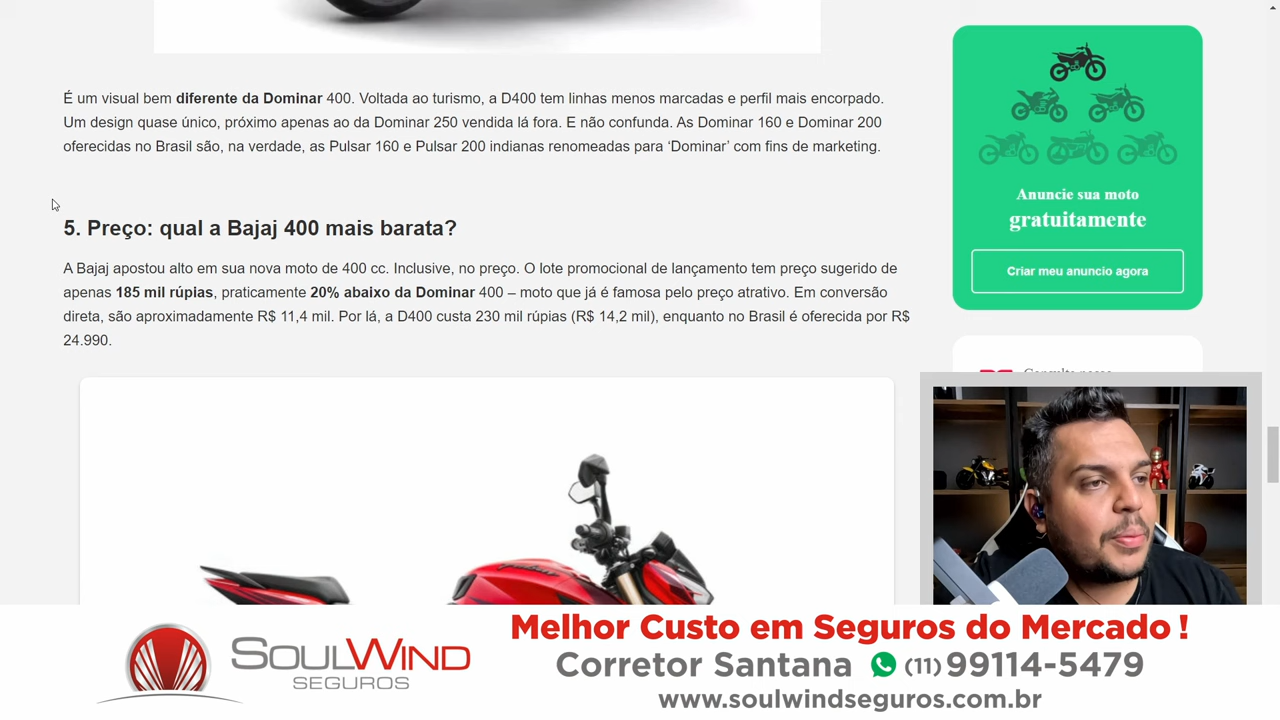 É um visual bem diferente da Dominar 400. Voltada ao turismo, a D400 tem linhas menos marcadas e perfil mais encorpado.
Um design quase único, próximo apenas ao da Dominar 250 vendida lá fora. E não confunda. As Dominar 160 e Dominar 200
oferecidas no Brasil são, na verdade, as Pulsar 160 e Pulsar 200 indianas renomeadas para ‘Dominar’ com fins de marketing.
5. Preço: qual a Bajaj 400 mais barata?
A Bajaj apostou alto em sua nova moto de 400 cc. Inclusive, no preço. O lote promocional de lançamento tem preço sugerido de
apenas 185 mil rúpias, praticamente 20% abaixo da Dominar 400 – moto que já é famosa pelo preço atrativo. Em conversão
direta, são aproximadamente R$ 11,4 mil. Por lá, a D400 custa 230 mil rúpias (R$ 14,2 mil), enquanto no Brasil é oferecida por R$
24.990.
Anuncie sua moto
gratuitamente
Criar meu anuncio agora
SOULWIND
SEGUROS
Melhor Custo em Seguros do Mercado !
Corretor Santana (11) 99114-5479
www.soulwindseguros.com.br